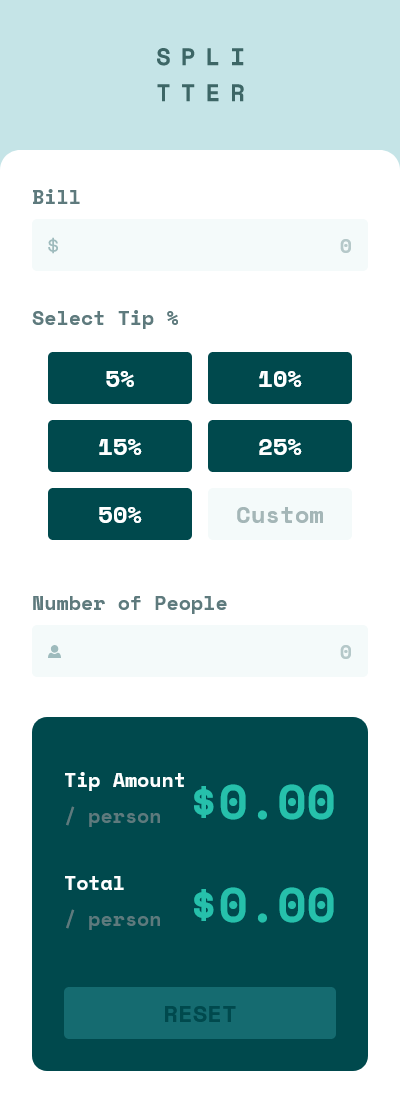 SPLI
TTER
Bill
$ 0
Select Tip %
5% 10%
15% 25%
50% Custom
Number of People
0
Tip Amount
/ person
$0.00
Total
/ person
$0.00
RESET